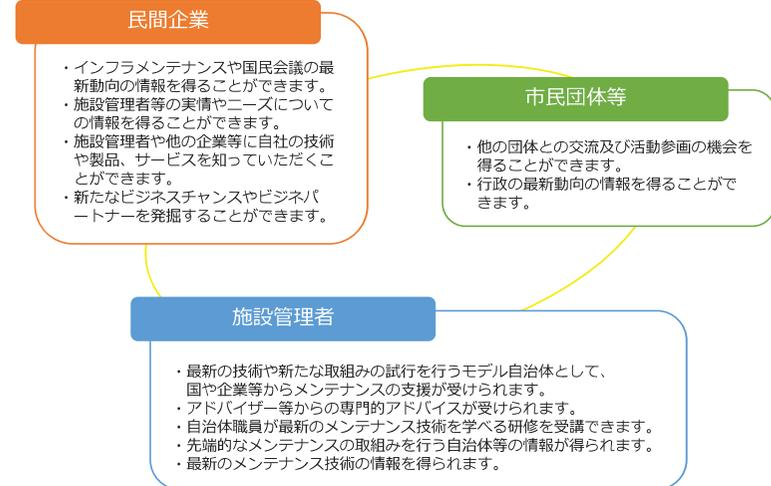 民間企業
・インフラメンテナンスや国民会議の最
新動向の情報を得ることができます。
・施設管理者等の実情やニーズについて
の情報を得ることができます。
・施設管理者や他の企業等に自社の技術
や製品、サービスを知っていただくこ
とができます。
・新たなビジネスチャンスやビジネパ
ートナーを発掘することができます。
市民団体等
・他の団体との交流及び活動参画の機会を
得ることができます。
・行政の最新動向の情報を得ることがで
きます。
施設管理者
・最新の技術や新たな取組みの試行を行うモデル自治体として、
国や企業等からメンテナンスの支援が受けられます。
・アドバイザー等からの専門的アドバイスが受けられます。
・自治体職員が最新のメンテナンス技術を学べる研修を受講できます。
・先端的なメンテナンスの取組みを行う自治体等の情報が得られます。
・最新のメンテナンス技術の情報を得られます。